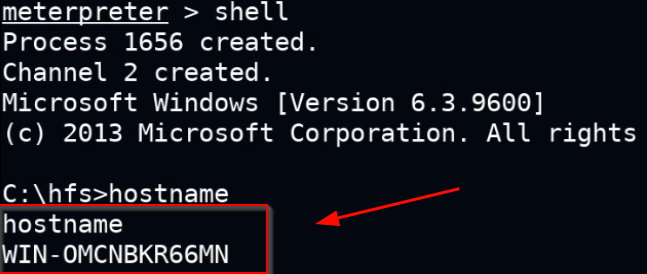 meterpreter > shell
Process 1656 created.
Channel 2 created.
Microsoft Windows [Version 6.3.9600]
(c) 2013 Microsoft Corporation. All rights
C:\hfs>hostname
hostname
WIN-OMCNBKR66MN